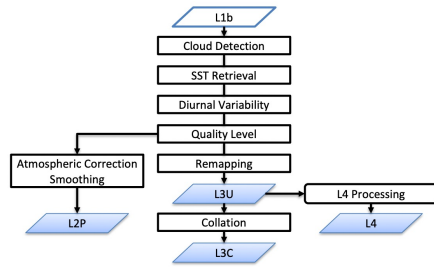 L1b
Cloud Detection
SST Retrieval
Diurnal Variability
Quality Level
Atmospheric Correction
Smoothing
Remapping
L3U
L4 Processing
L2P
Collation
L4
L3C